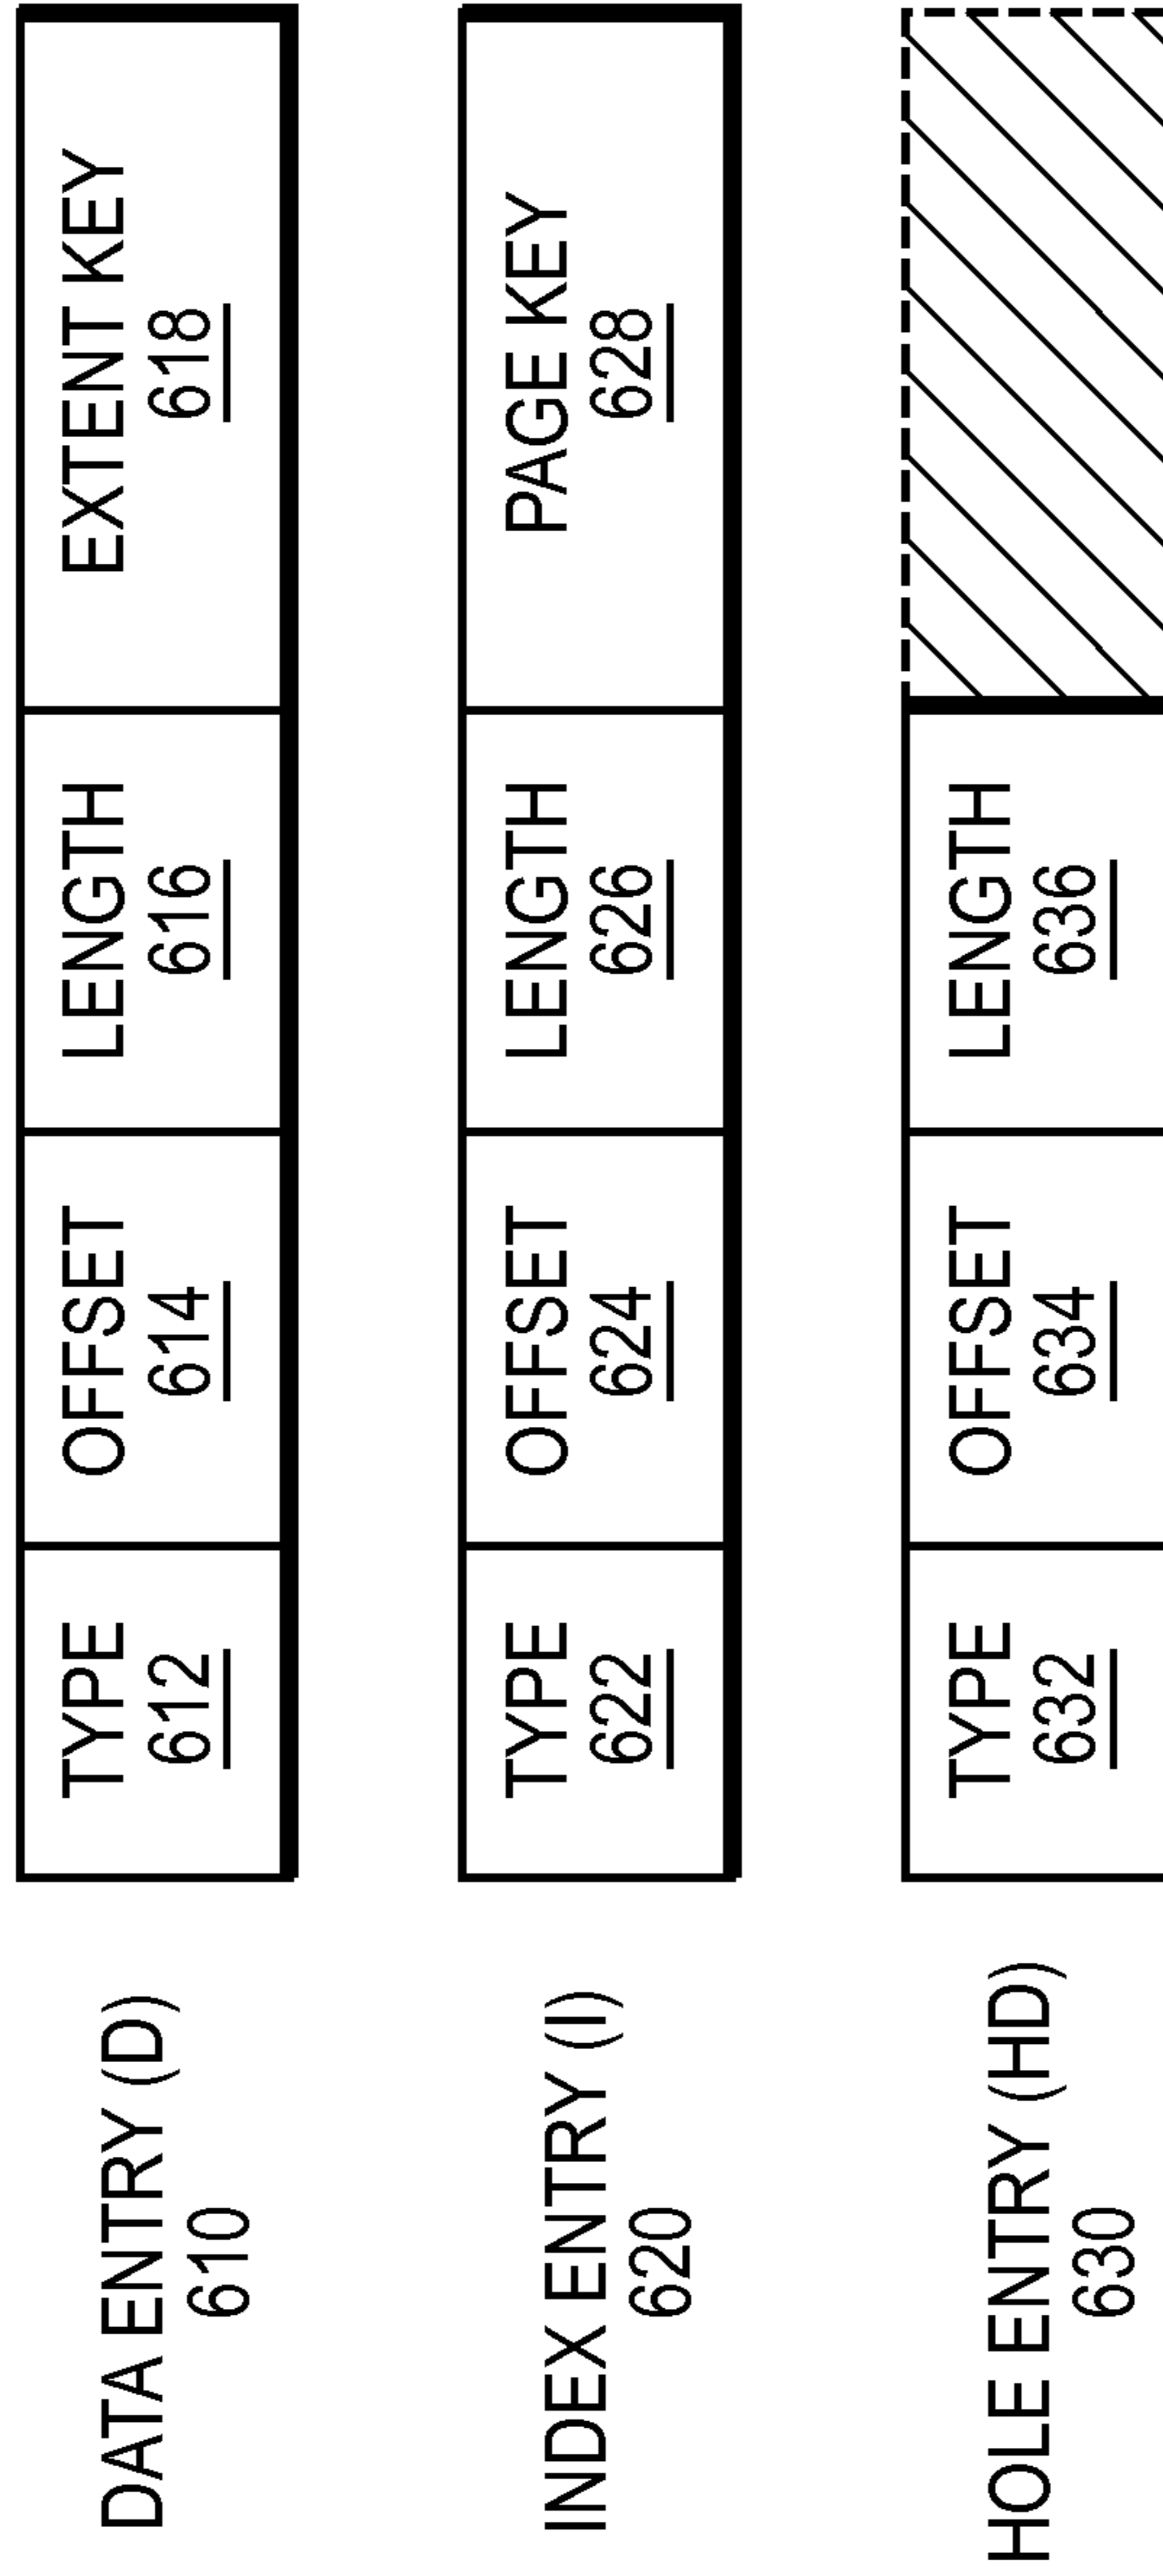 DATA ENTRY (D)
610
TYPE
612
OFFSET
614
LENGTH
616
EXTENT KEY
618
INDEX ENTRY (I)
620
TYPE
622
OFFSET
624
LENGTH
626
PAGE KEY
628
HOLE ENTRY (HD)
630
TYPE
632
OFFSET
634
LENGTH
636